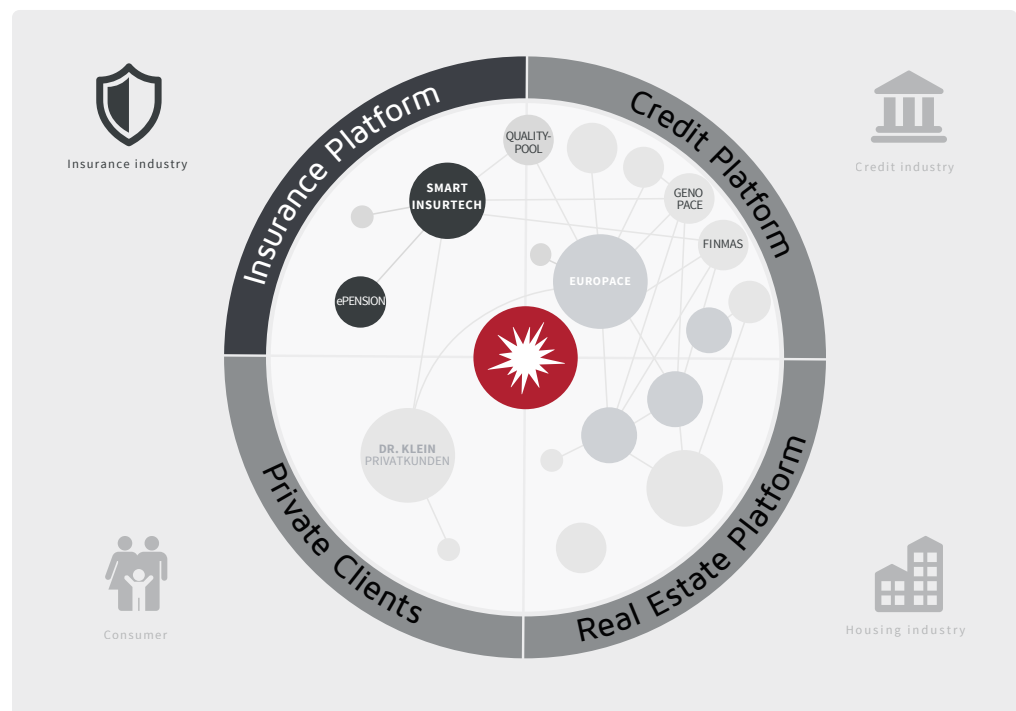 Insurance industry
Credit industry
Insurance Platform
Credit Platform
QUALITY-
POOL
SMART
INSURTECH
GENO
PACE
FINMAS
EUROPACE
ePENSION
DR. KLEIN
PRIVATKUNDEN
Private Clients
Real Estate Platform
Consumer
Housing industry